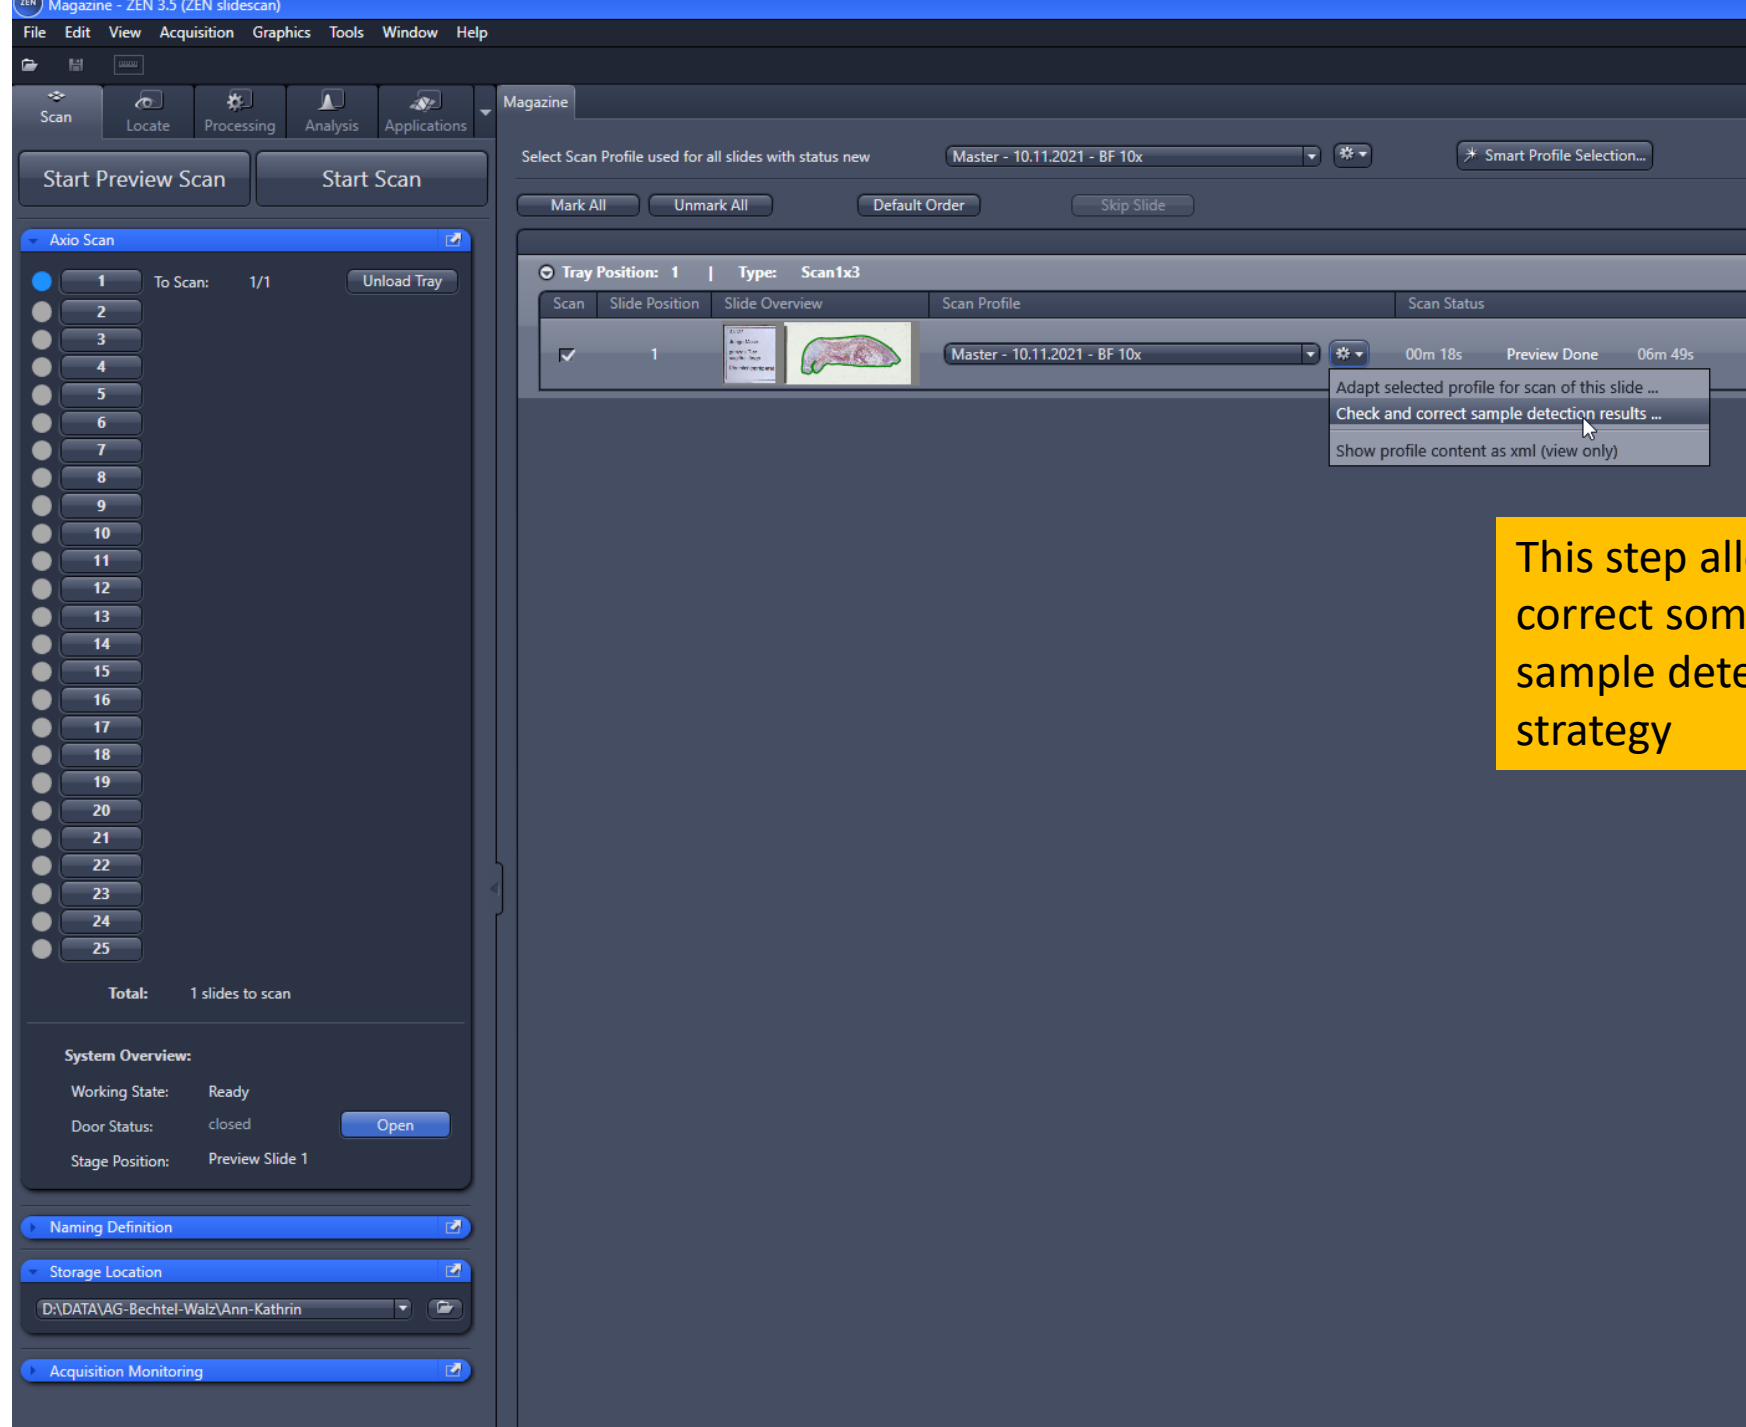 ZEN Magazine - ZEN 3.5 (ZEN slidescan)
File Edit View Acquisition Graphics Tools Window Help
Scan Locate Processing Analysis Applications
Magazine
Start Preview Scan Start Scan
Select Scan Profile used for all slides with status new Master - 10.11.2021 - BF 10x Smart Profile Selection...
Mark All Unmark All Default Order Skip Slide
Axio Scan
1 To Scan: 1/1 Unload Tray
2
3
4
5
6
7
8
9
10
11
12
13
14
15
16
17
18
19
20
21
22
23
24
25
Total: 1 slides to scan
System Overview:
Working State: Ready
Door Status: closed Open
Stage Position: Preview Slide 1
Naming Definition
Storage Location
D:\DATA\AG-Bechtel-Walz\Ann-Kathrin
Acquisition Monitoring
Tray Position: 1 | Type: Scan1x3
Scan Slide Position Slide Overview Scan Profile Scan Status
1 Master - 10.11.2021 - BF 10x 00m 18s Preview Done 06m 49s
Adapt selected profile for scan of this slide ...
Check and correct sample detection results ...
Show profile content as xml (view only)
This step all
correct som
sample dete
strategy